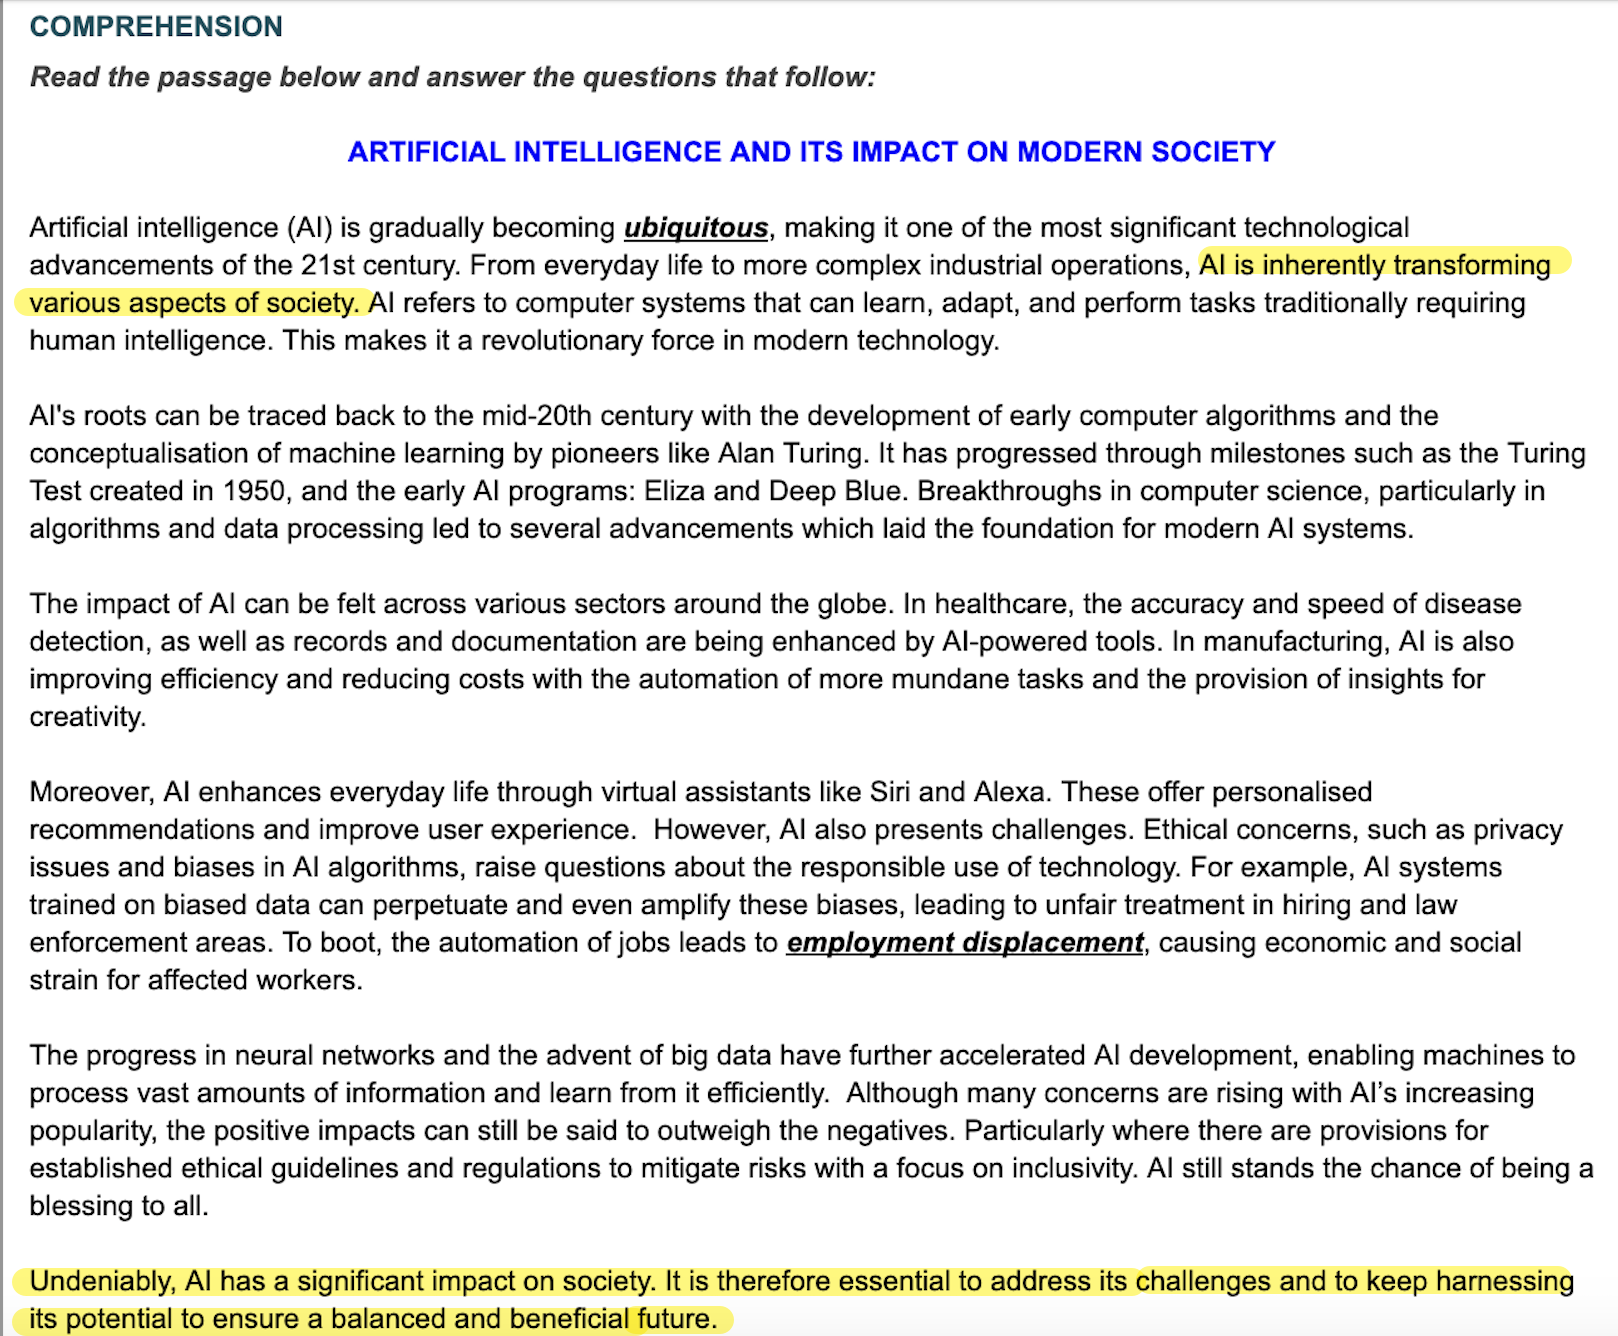 COMPREHENSION
Read the passage below and answer the questions that follow:
ARTIFICIAL INTELLIGENCE AND ITS IMPACT ON MODERN SOCIETY
Artificial intelligence (AI) is gradually becoming ubiquitous, making it one of the most significant technological
advancements of the 21st century. From everyday life to more complex industrial operations, AI is inherently transforming
various aspects of society. AI refers to computer systems that can learn, adapt, and perform tasks traditionally requiring
human intelligence. This makes it a revolutionary force in modern technology.
AI's roots can be traced back to the mid-20th century with the development of early computer algorithms and the
conceptualisation of machine learning by pioneers like Alan Turing. It has progressed through milestones such as the Turing
Test created in 1950, and the early AI programs: Eliza and Deep Blue. Breakthroughs in computer science, particularly in
algorithms and data processing led to several advancements which laid the foundation for modern AI systems.
The impact of AI can be felt across various sectors around the globe. In healthcare, the accuracy and speed of disease
detection, as well as records and documentation are being enhanced by AI-powered tools. In manufacturing, AI is also
improving efficiency and reducing costs with the automation of more mundane tasks and the provision of insights for
creativity.
Moreover, AI enhances everyday life through virtual assistants like Siri and Alexa. These offer personalised
recommendations and improve user experience.  However, AI also presents challenges. Ethical concerns, such as privacy
issues and biases in AI algorithms, raise questions about the responsible use of technology. For example, AI systems
trained on biased data can perpetuate and even amplify these biases, leading to unfair treatment in hiring and law
enforcement areas. To boot, the automation of jobs leads to employment displacement, causing economic and social
strain for affected workers.
The progress in neural networks and the advent of big data have further accelerated AI development, enabling machines to
process vast amounts of information and learn from it efficiently.  Although many concerns are rising with AI’s increasing
popularity, the positive impacts can still be said to outweigh the negatives. Particularly where there are provisions for
established ethical guidelines and regulations to mitigate risks with a focus on inclusivity. AI still stands the chance of being a
blessing to all.
Undeniably, AI has a significant impact on society. It is therefore essential to address its challenges and to keep harnessing
its potential to ensure a balanced and beneficial future.